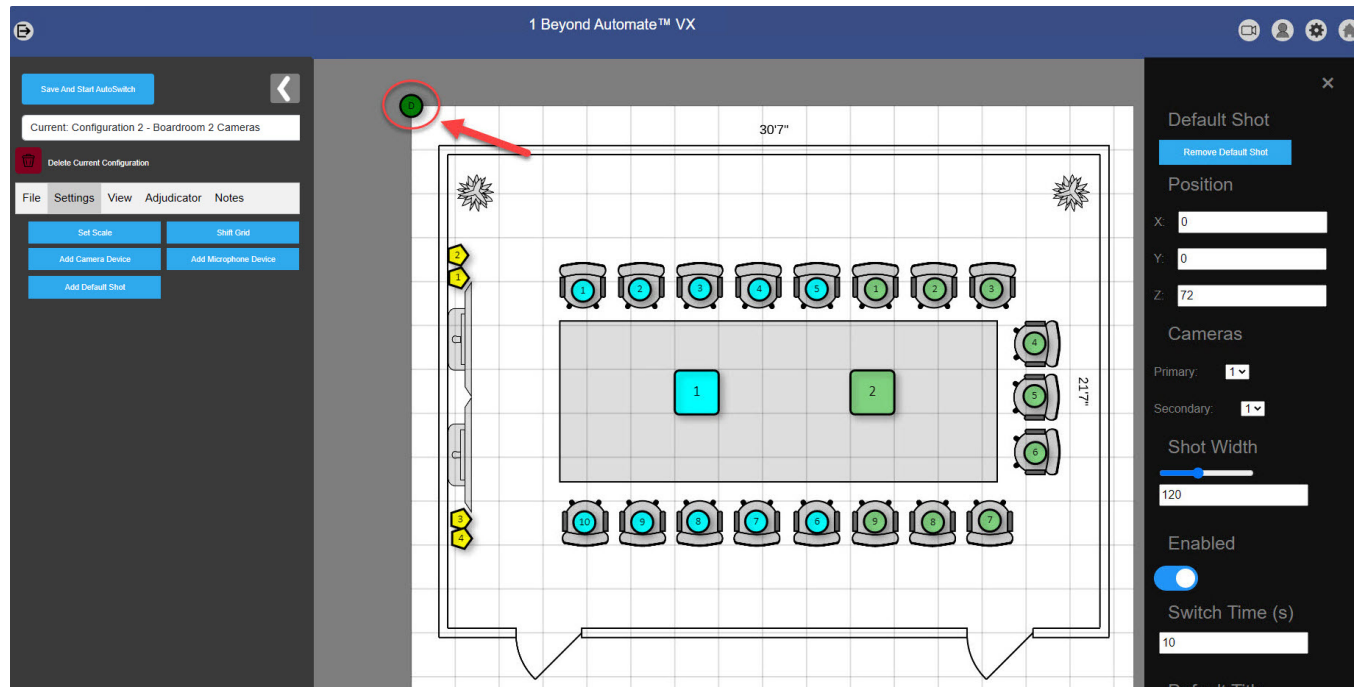 1 Beyond Automate™ VX
Save And Start AutoSwitch
Current: Configuration 2 - Boardroom 2 Cameras
Delete Current Configuration
File Settings View Adjudicator Notes
Set Scale Shift Grid
Add Camera Device Add Microphone Device
Add Default Shot
D
30'7"
2
1
1 2 3 4 5 1 2 3
4
1 2 5 21'7"
6
3
4
10 9 8 7 6 9 8 7
×
Default Shot
Remove Default Shot
Position
X: 0
Y: 0
Z: 72
Cameras
Primary: 1
Secondary: 1
Shot Width
120
Enabled
Switch Time (s)
10